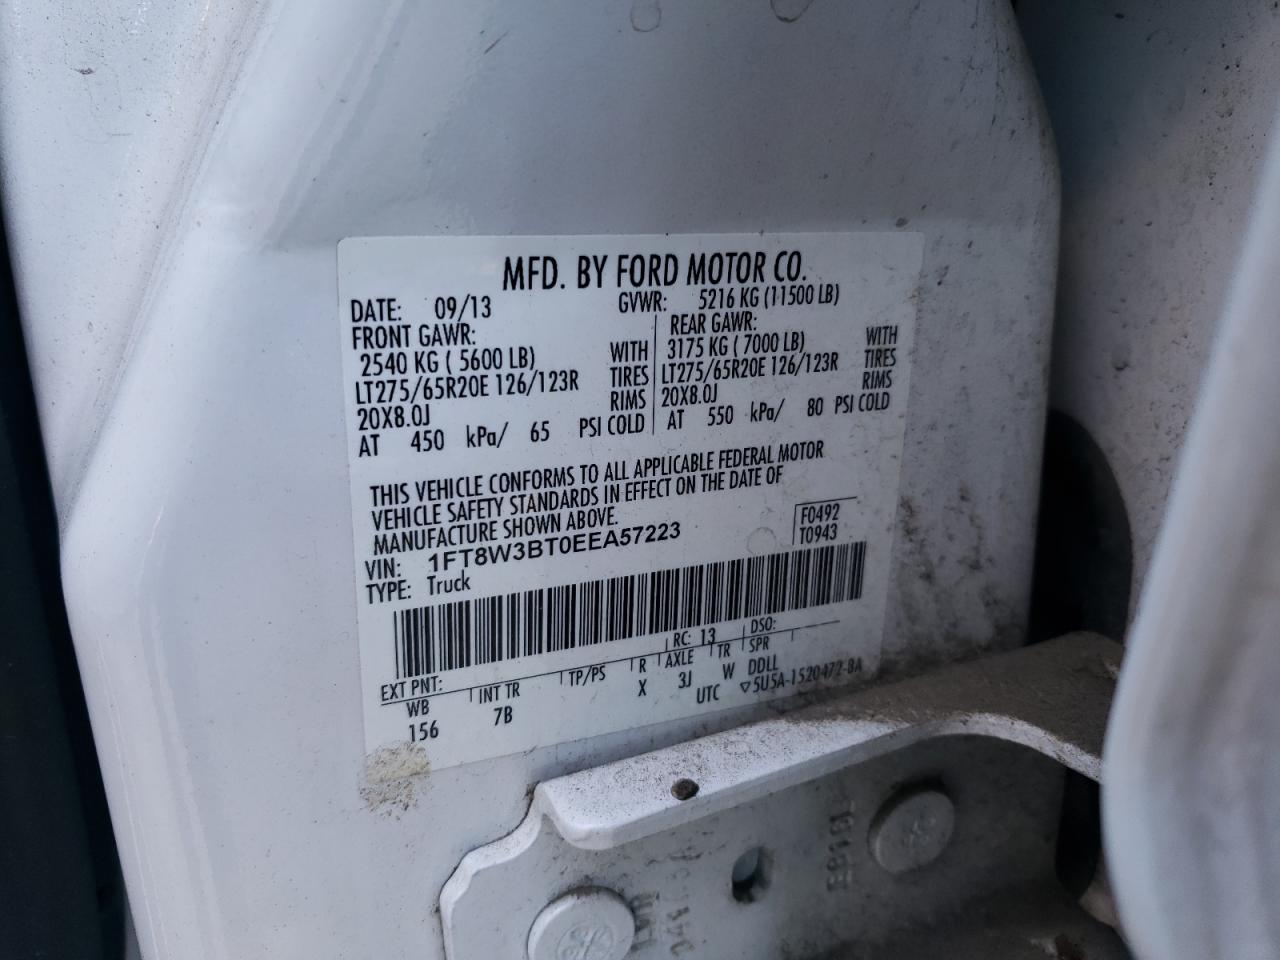 MFD. BY FORD MOTOR CO.
DATE: 09/13 GVWR: 5216 KG (11500 LB)
FRONT GAWR: REAR GAWR:
2540 KG ( 5600 LB) WITH 3175 KG ( 7000 LB) WITH
LT275/65R20E 126/123R TIRES LT275/65R20E 126/123R TIRES
20X8.0J RIMS 20X8.0J RIMS
AT 450 kPa/ 65 PSI COLD AT 550 kPa/ 80 PSI COLD
THIS VEHICLE CONFORMS TO ALL APPLICABLE FEDERAL MOTOR
VEHICLE SAFETY STANDARDS IN EFFECT ON THE DATE OF
MANUFACTURE SHOWN ABOVE.
VIN: 1FT8W3BT0EEA57223
F0492
T0943
TYPE: Truck
EXT PNT: RC: 13 DSO:
WB INT TR TP/PS R AXLE TR SPR
156 7B X 3J W DDLL
UTC ▽5U5A-1520472-BA